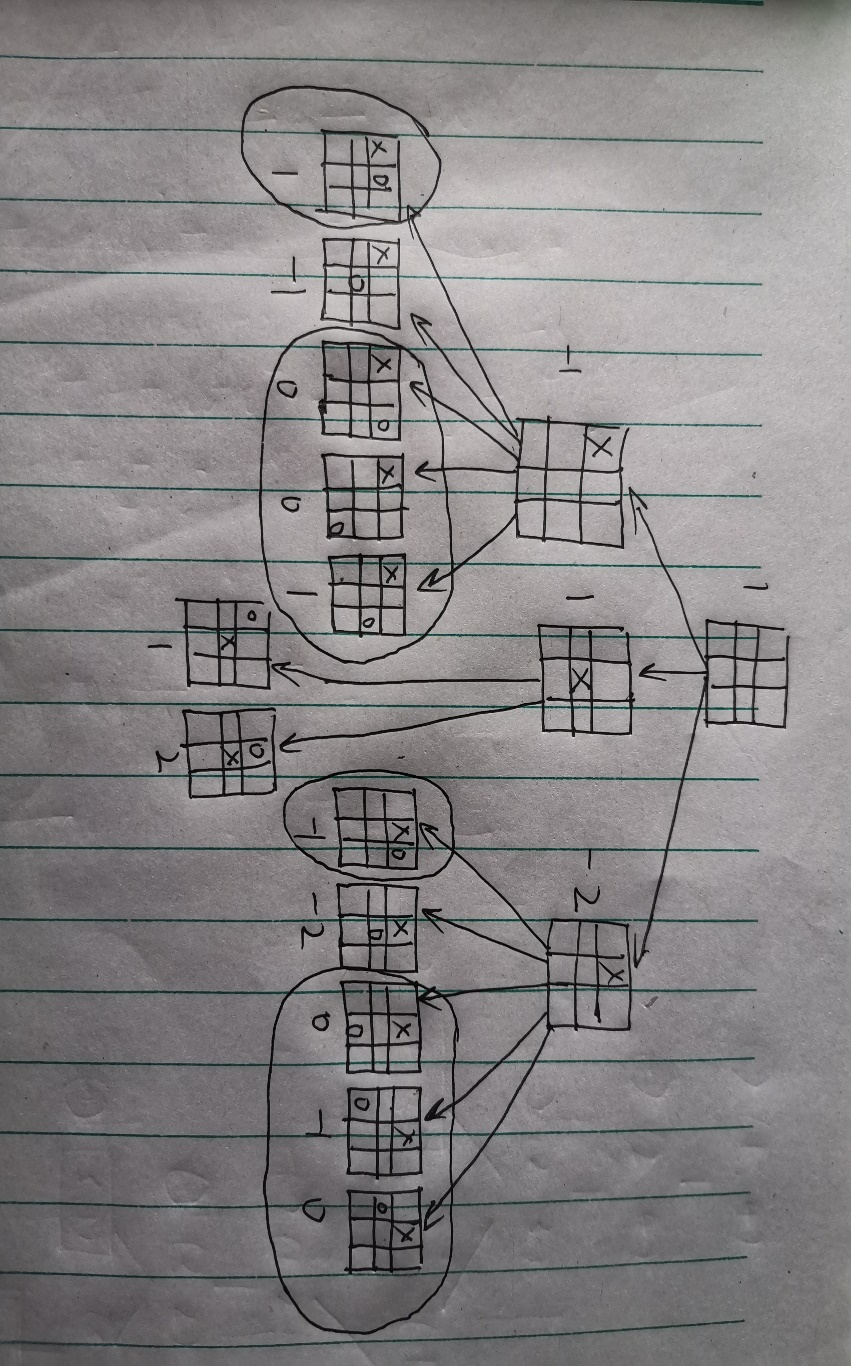 1
-1 1 -2
X X X
X O X X O X X X O X X X X
O O O O
O O O
1 -1 0 0 1 -1 -2 0 -1 0
O O
X X
1 2